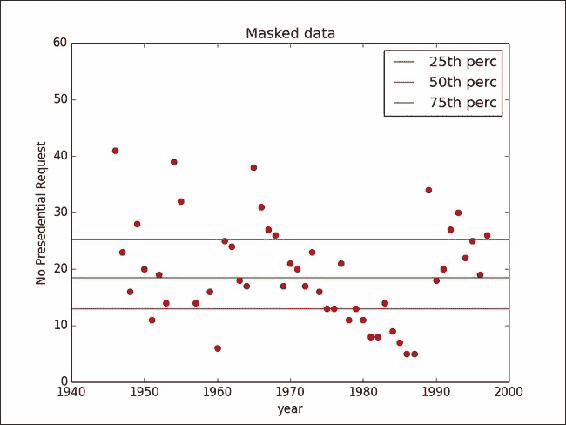 Masked data
25th perc
50th perc
75th perc
No Presedential Request
60
50
40
30
20
10
0
1940 1950 1960 1970 1980 1990 2000
year